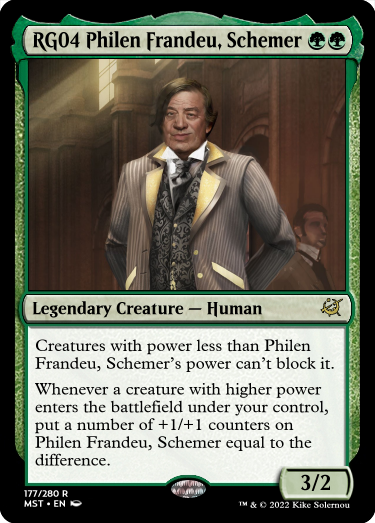 RG04 Philen Frandeu, Schemer
Legendary Creature — Human
Creatures with power less than Philen
Frandeu, Schemer's power can't block it.
Whenever a creature with higher power
enters the battlefield under your control,
put a number of +1/+1 counters on
Philen Frandeu, Schemer equal to the
difference.
3/2
177/280 R
MST • EN
™ & © 2022 Kike Solernou